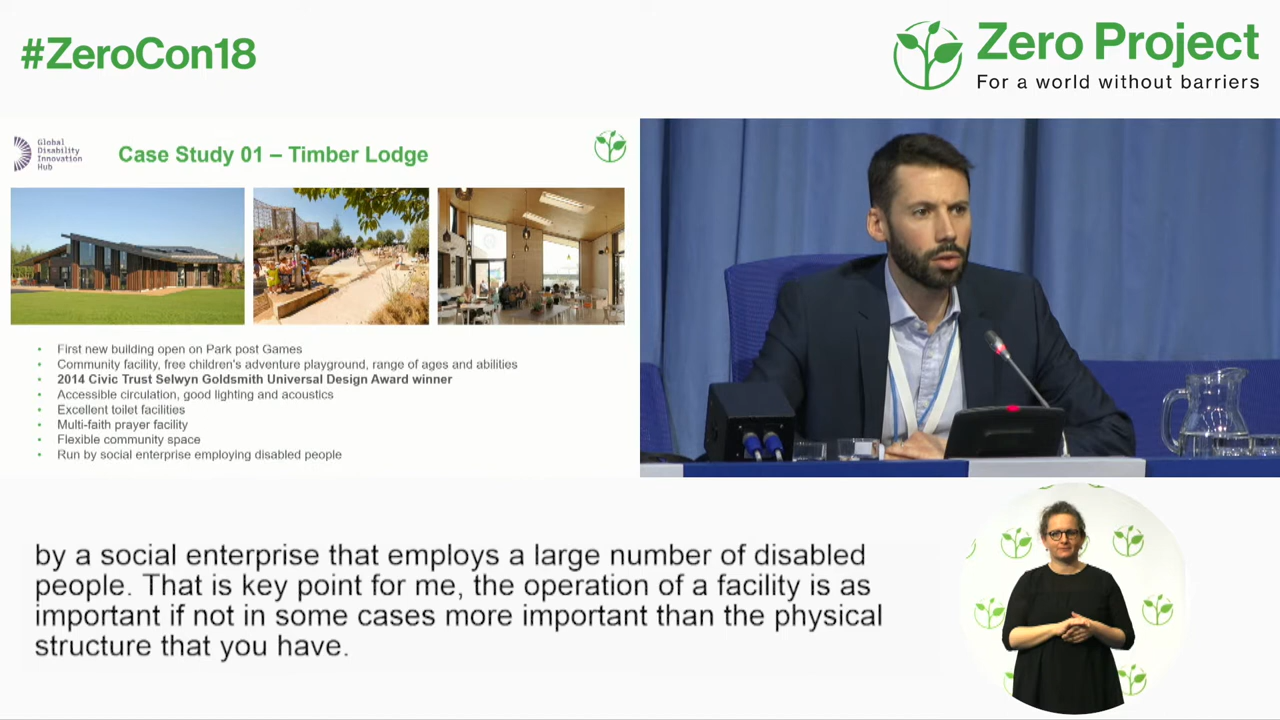 #ZeroCon18
Zero Project
For a world without barriers
Global
Disability
Innovation
Hub
Case Study 01 – Timber Lodge
• First new building open on Park post Games
• Community facility, free children's adventure playground, range of ages and abilities
• 2014 Civic Trust Selwyn Goldsmith Universal Design Award winner
• Accessible circulation, good lighting and acoustics
• Excellent toilet facilities
• Multi-faith prayer facility
• Flexible community space
• Run by social enterprise employing disabled people
by a social enterprise that employs a large number of disabled
people. That is key point for me, the operation of a facility is as
important if not in some cases more important than the physical
structure that you have.